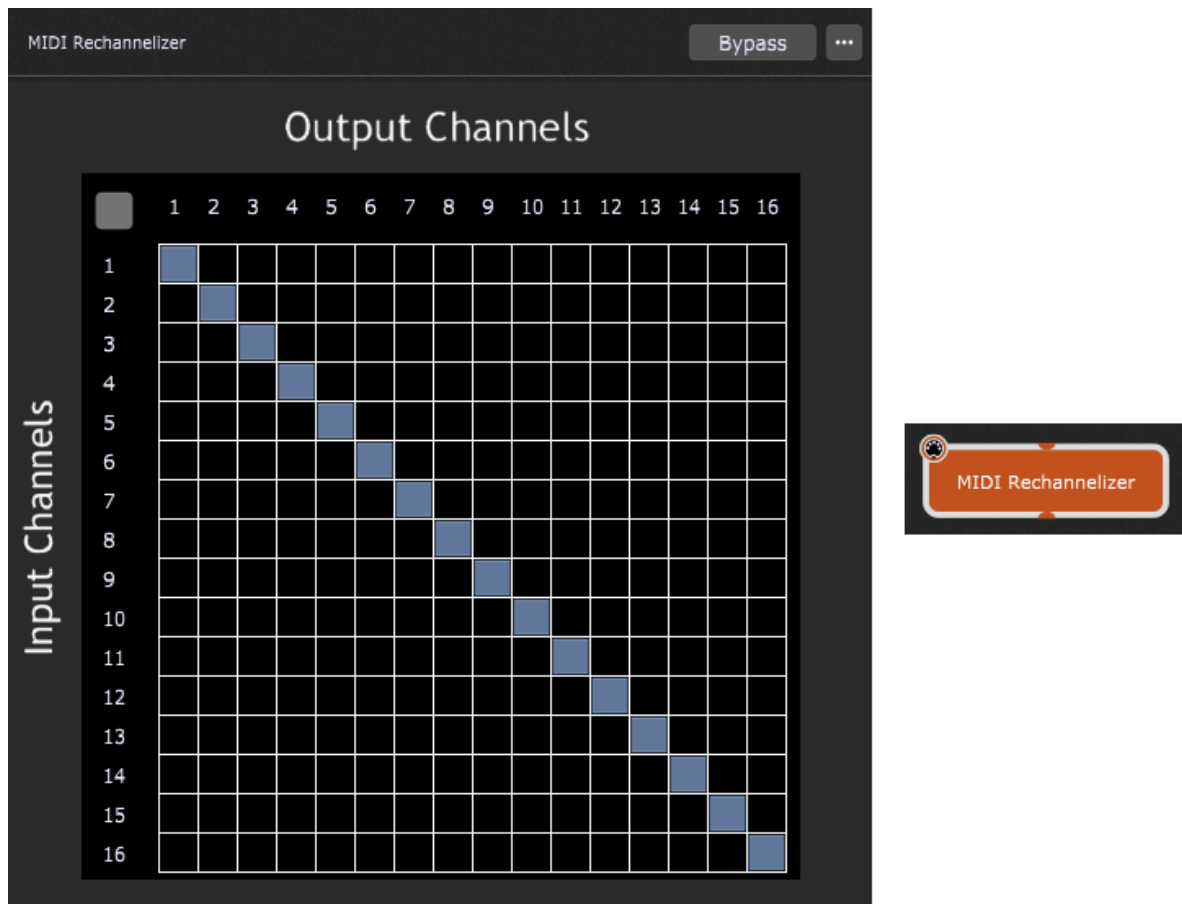 MIDI Rechannelizer
Bypass
...
Output Channels
1 2 3 4 5 6 7 8 9 10 11 12 13 14 15 16
Input Channels
1
2
3
4
5
6
7
8
9
10
11
12
13
14
15
16
MIDI Rechannelizer